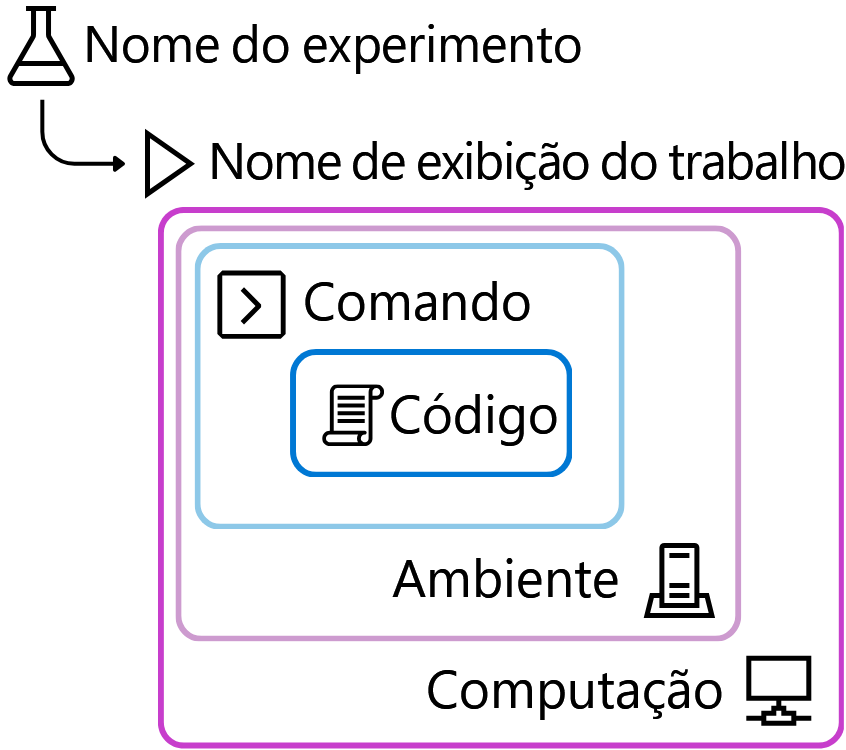 Nome do experimento
Nome de exibição do trabalho
Comando
Código
Ambiente
Computação